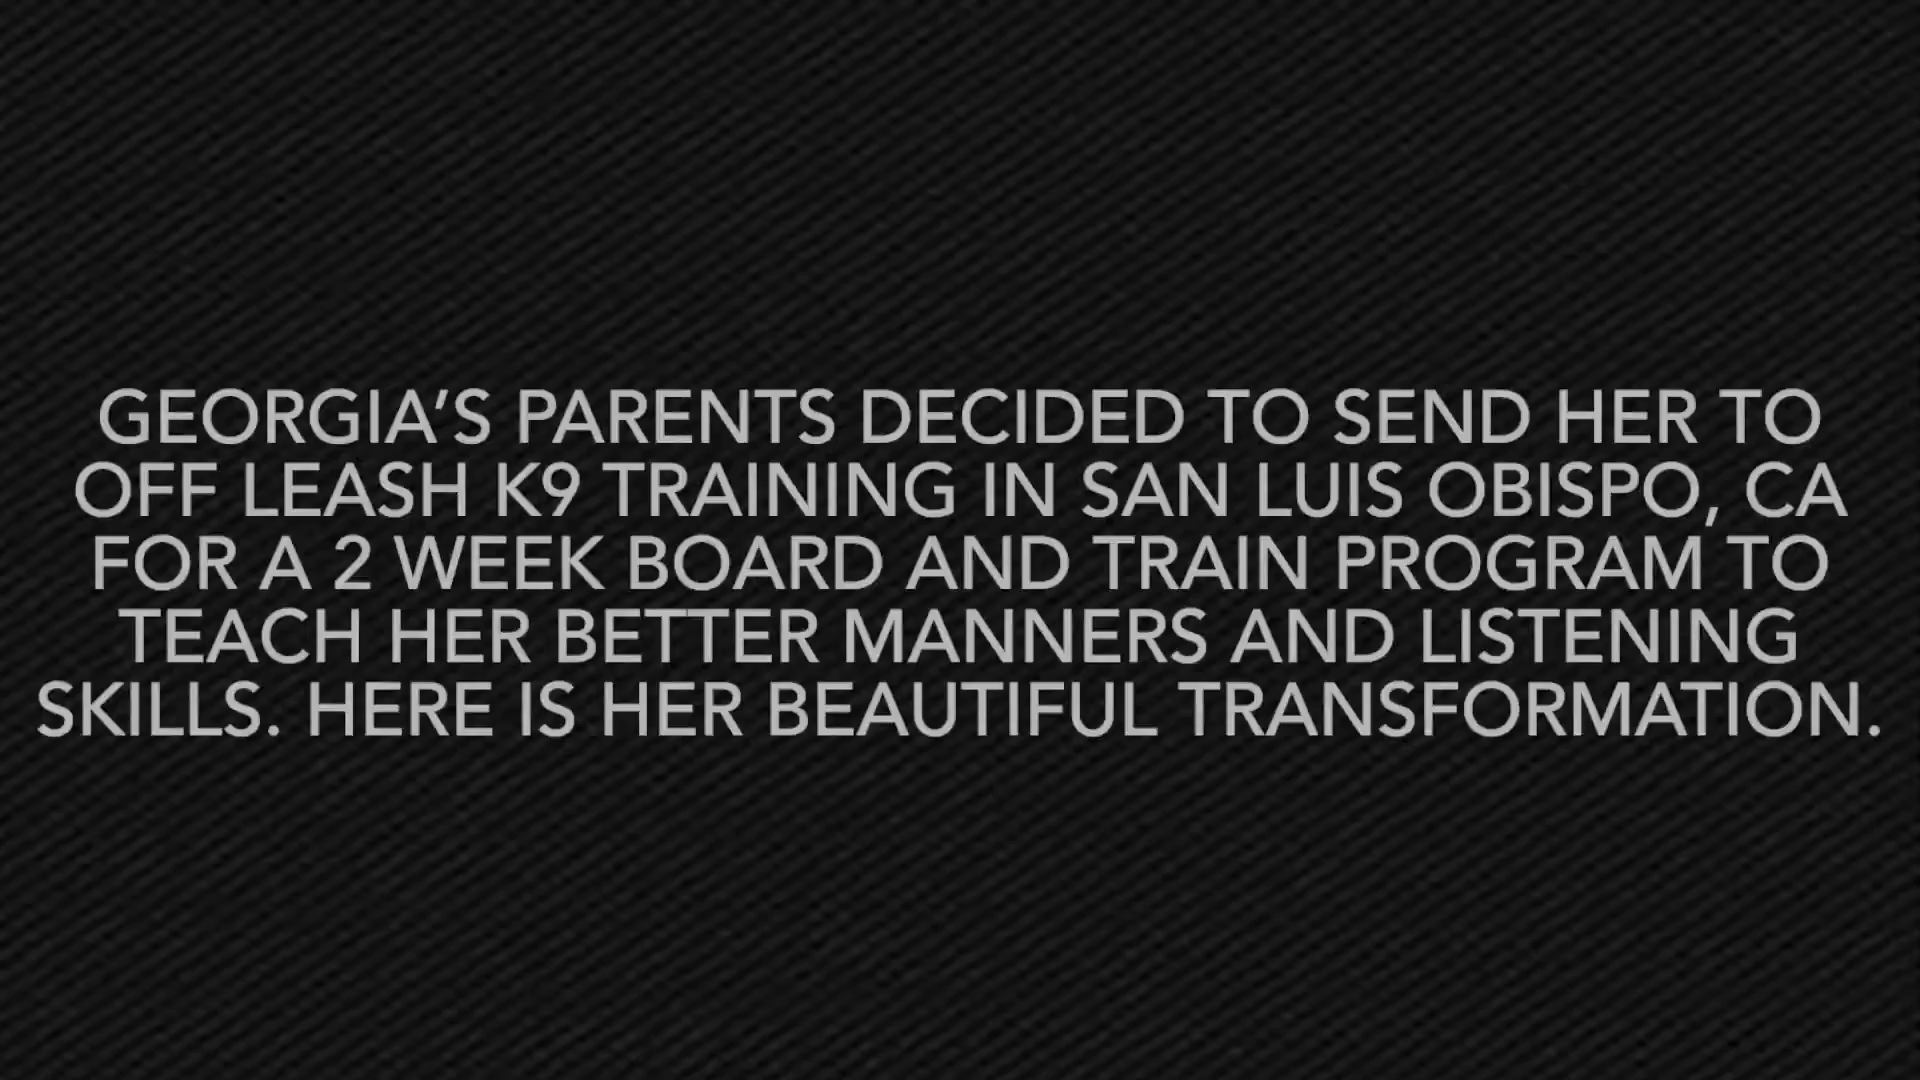 GEORGIA’S PARENTS DECIDED TO SEND HER TO
OFF LEASH K9 TRAINING IN SAN LUIS OBISPO, CA
FOR A 2 WEEK BOARD AND TRAIN PROGRAM TO
TEACH HER BETTER MANNERS AND LISTENING
SKILLS. HERE IS HER BEAUTIFUL TRANSFORMATION.